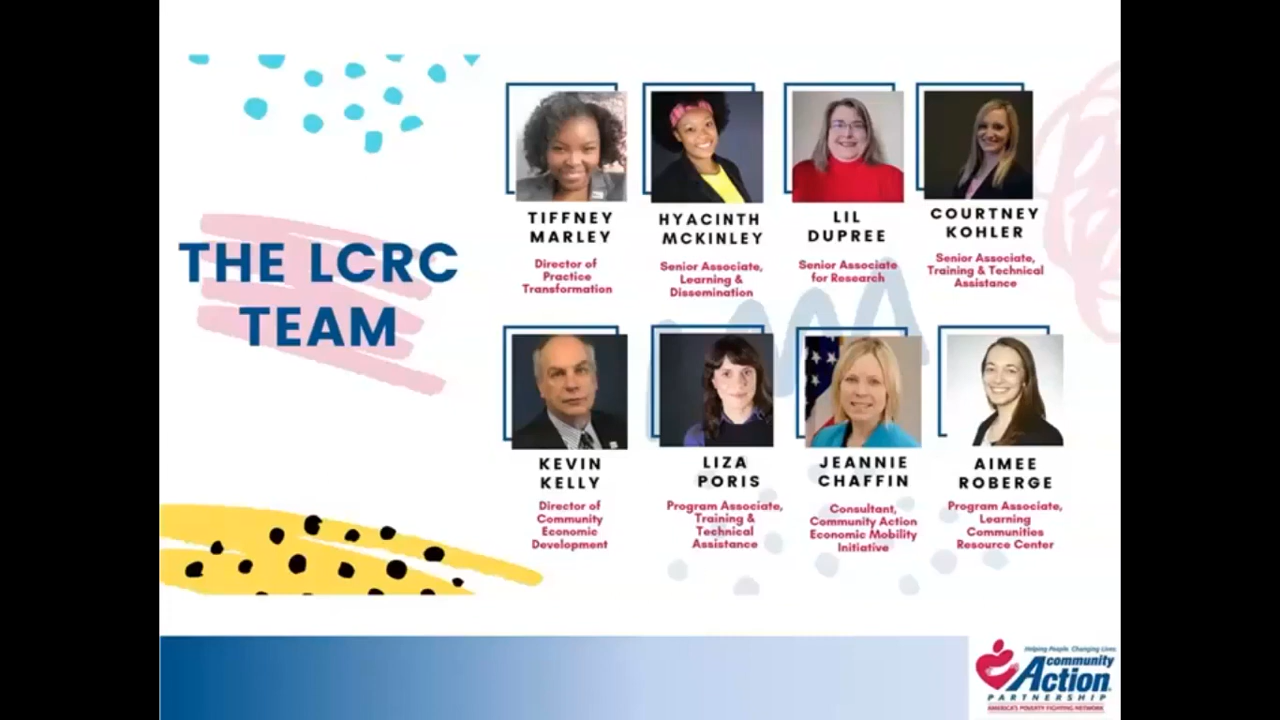 THE LCRC
TEAM
TIFFNEY
MARLEY
Director of
Practice
Transformation
HYACINTH
MCKINLEY
Senior Associate,
Learning &
Dissemination
LIL
DUPREE
Senior Associate
for Research
COURTNEY
KOHLER
Senior Associate,
Training & Technical
Assistance
KEVIN
KELLY
Director of
Community
Economic
Development
LIZA
PORIS
Program Associate,
Training &
Technical
Assistance
JEANNIE
CHAFFIN
Consultant,
Community Action
Economic Mobility
Initiative
AIMEE
ROBERGE
Program Associate,
Learning
Communities
Resource Center
Helping People. Changing Lives
community
Action
PARTNERSHIP
AMERICA'S POVERTY FIGHTING NETWORK